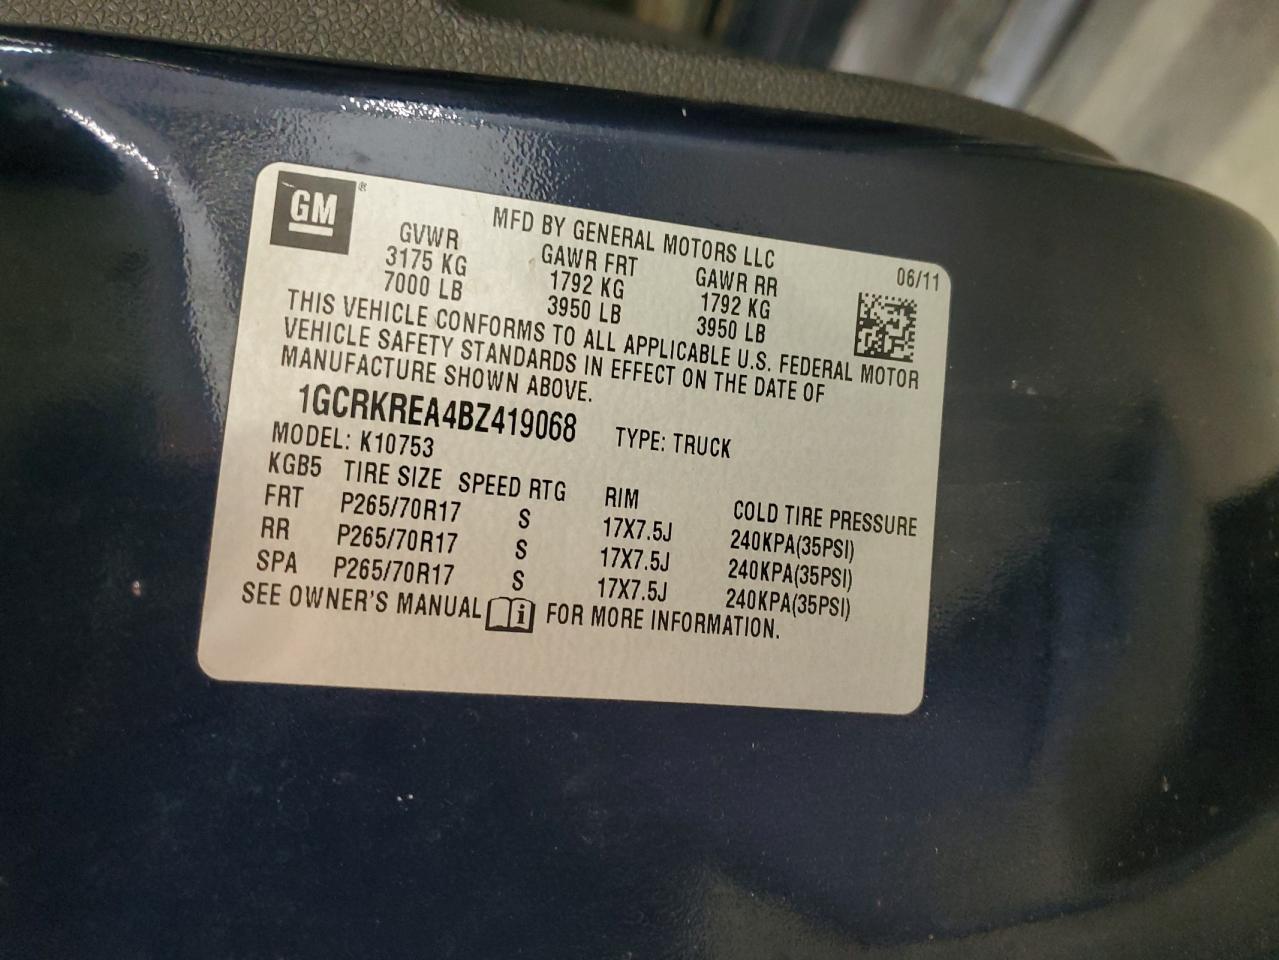 GM ®
MFD BY GENERAL MOTORS LLC
06/11
GVWR GAWR FRT GAWR RR
3175 KG 1792 KG 1792 KG
7000 LB 3950 LB 3950 LB
THIS VEHICLE CONFORMS TO ALL APPLICABLE U.S. FEDERAL MOTOR
VEHICLE SAFETY STANDARDS IN EFFECT ON THE DATE OF
MANUFACTURE SHOWN ABOVE.
1GCRKREA4BZ419068 TYPE: TRUCK
MODEL: K10753
KGB5 TIRE SIZE SPEED RTG RIM COLD TIRE PRESSURE
FRT P265/70R17 S 17X7.5J 240KPA(35PSI)
RR P265/70R17 S 17X7.5J 240KPA(35PSI)
SPA P265/70R17 S 17X7.5J 240KPA(35PSI)
SEE OWNER'S MANUAL i FOR MORE INFORMATION.